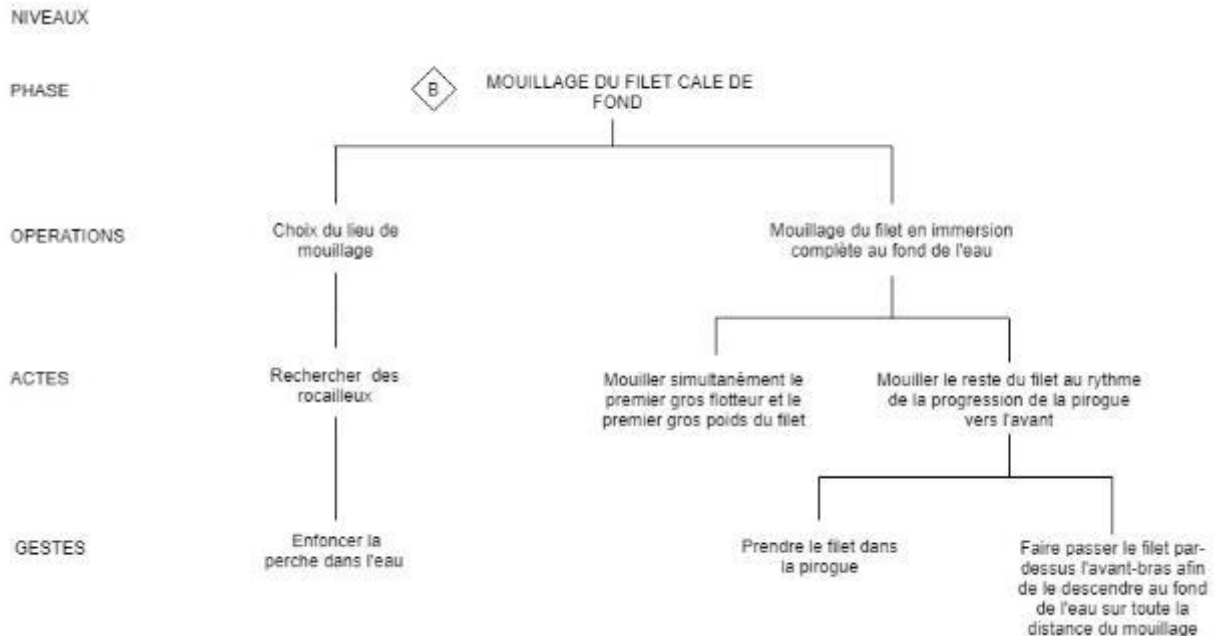 NIVEAUX
PHASE
B
MOUILLAGE DU FILET CALE DE
FOND
OPERATIONS
Choix du lieu de
mouillage
Mouillage du filet en immersion
complète au fond de l'eau
ACTES
Rechercher des
rocailleux
Mouiller simultanément le
premier gros flotteur et le
premier gros poids du filet
Mouiller le reste du filet au rythme
de la progression de la pirogue
vers l'avant
GESTES
Enfoncer la
perche dans l'eau
Prendre le filet dans
la pirogue
Faire passer le filet par-
dessus l'avant-bras afin
de le descendre au fond
de l'eau sur toute la
distance du mouillage